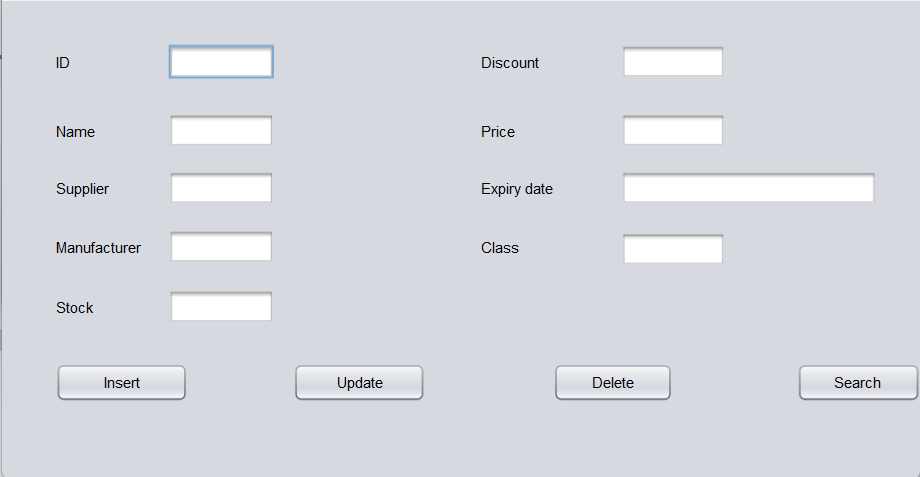 ID
Discount
Name
Price
Supplier
Expiry date
Manufacturer
Class
Stock
Insert
Update
Delete
Search